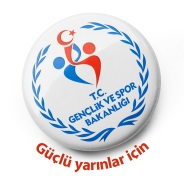 T.C.
GENÇLİK VE SPOR
BAKANLIĞI
Güçlü yarınlar için